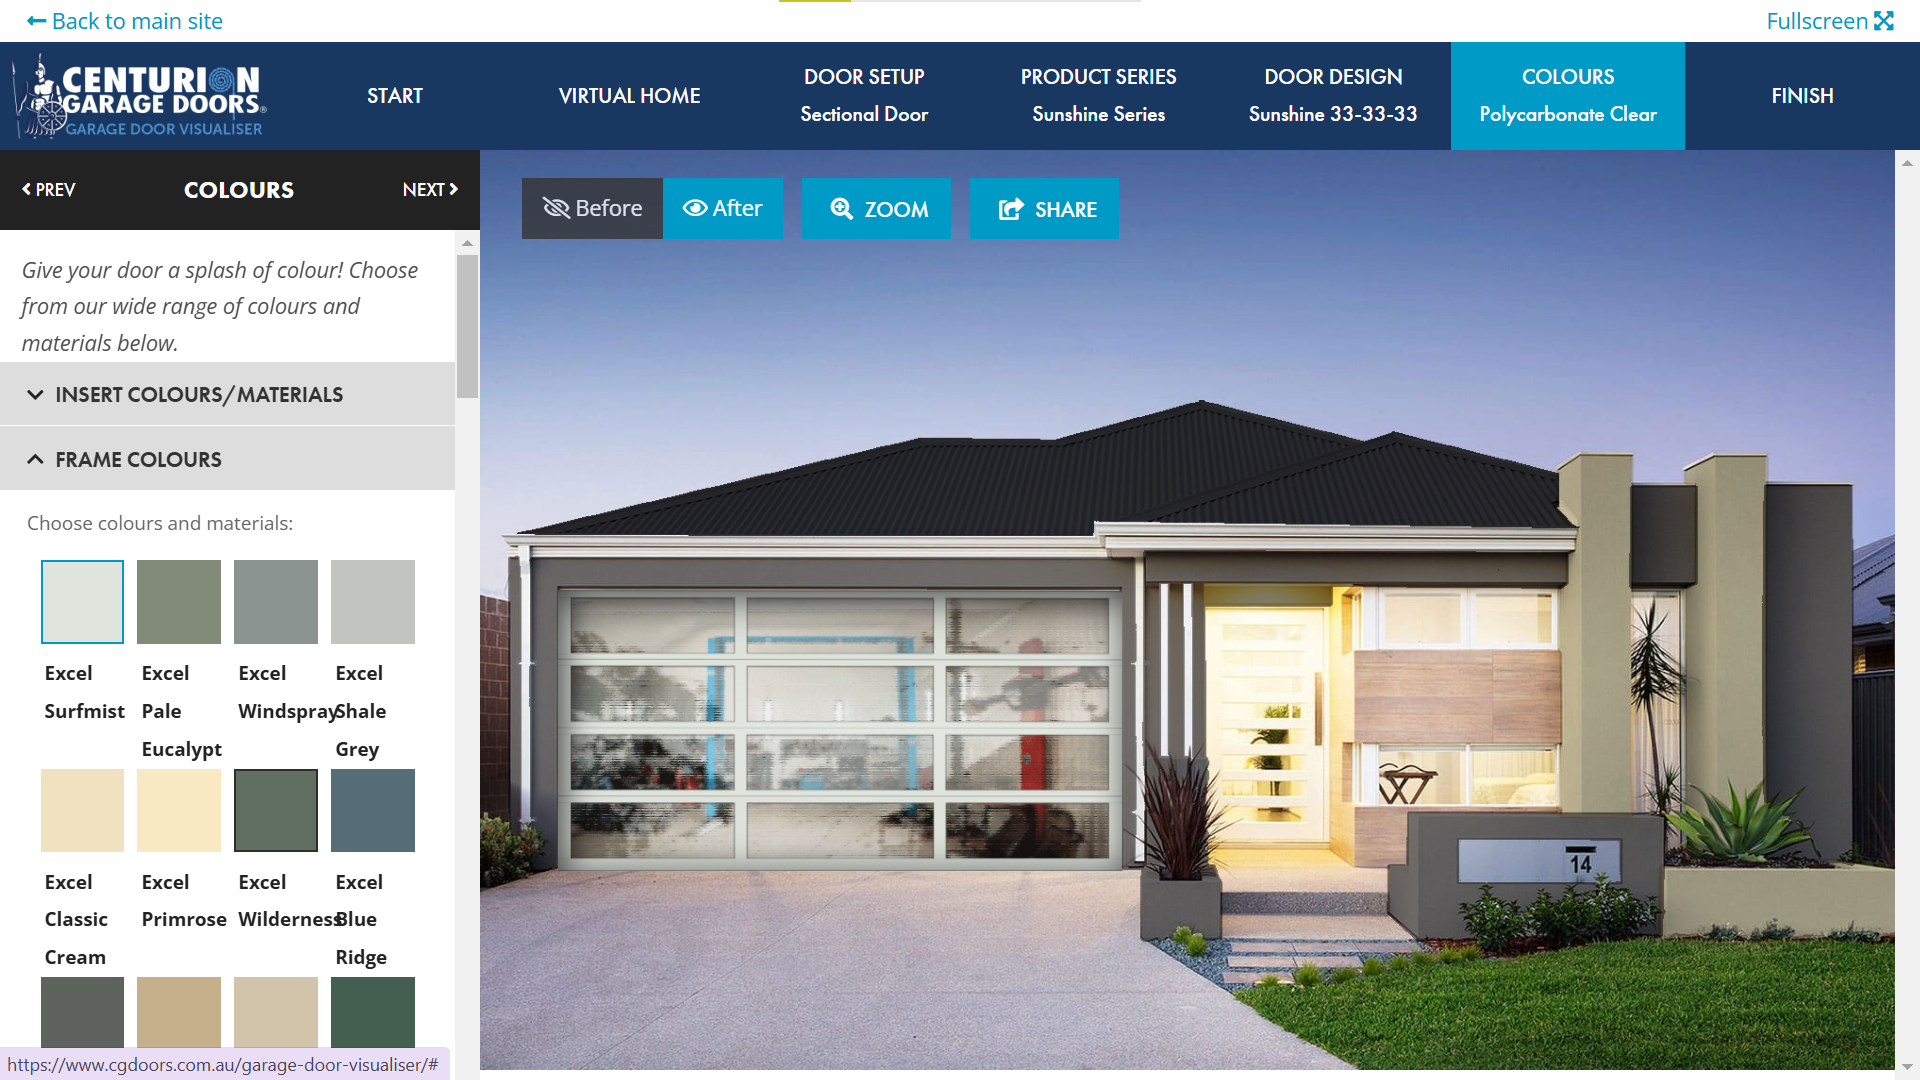 Back to main site
Fullscreen
CENTURION
GARAGE DOORS®
GARAGE DOOR VISUALISER
START
VIRTUAL HOME
DOOR SETUP
Sectional Door
PRODUCT SERIES
Sunshine Series
DOOR DESIGN
Sunshine 33-33-33
COLOURS
Polycarbonate Clear
FINISH
PREV
COLOURS
NEXT
Before
After
ZOOM
SHARE
Give your door a splash of colour! Choose
from our wide range of colours and
materials below.
INSERT COLOURS/MATERIALS
FRAME COLOURS
Choose colours and materials:
Excel
Surfmist
Excel
Pale
Eucalypt
Excel
Windspray
Excel
Shale
Grey
Excel
Classic
Cream
Excel
Primrose
Excel
Wilderness
Excel
Blue
Ridge
14
https://www.cgdoors.com.au/garage-door-visualiser/#